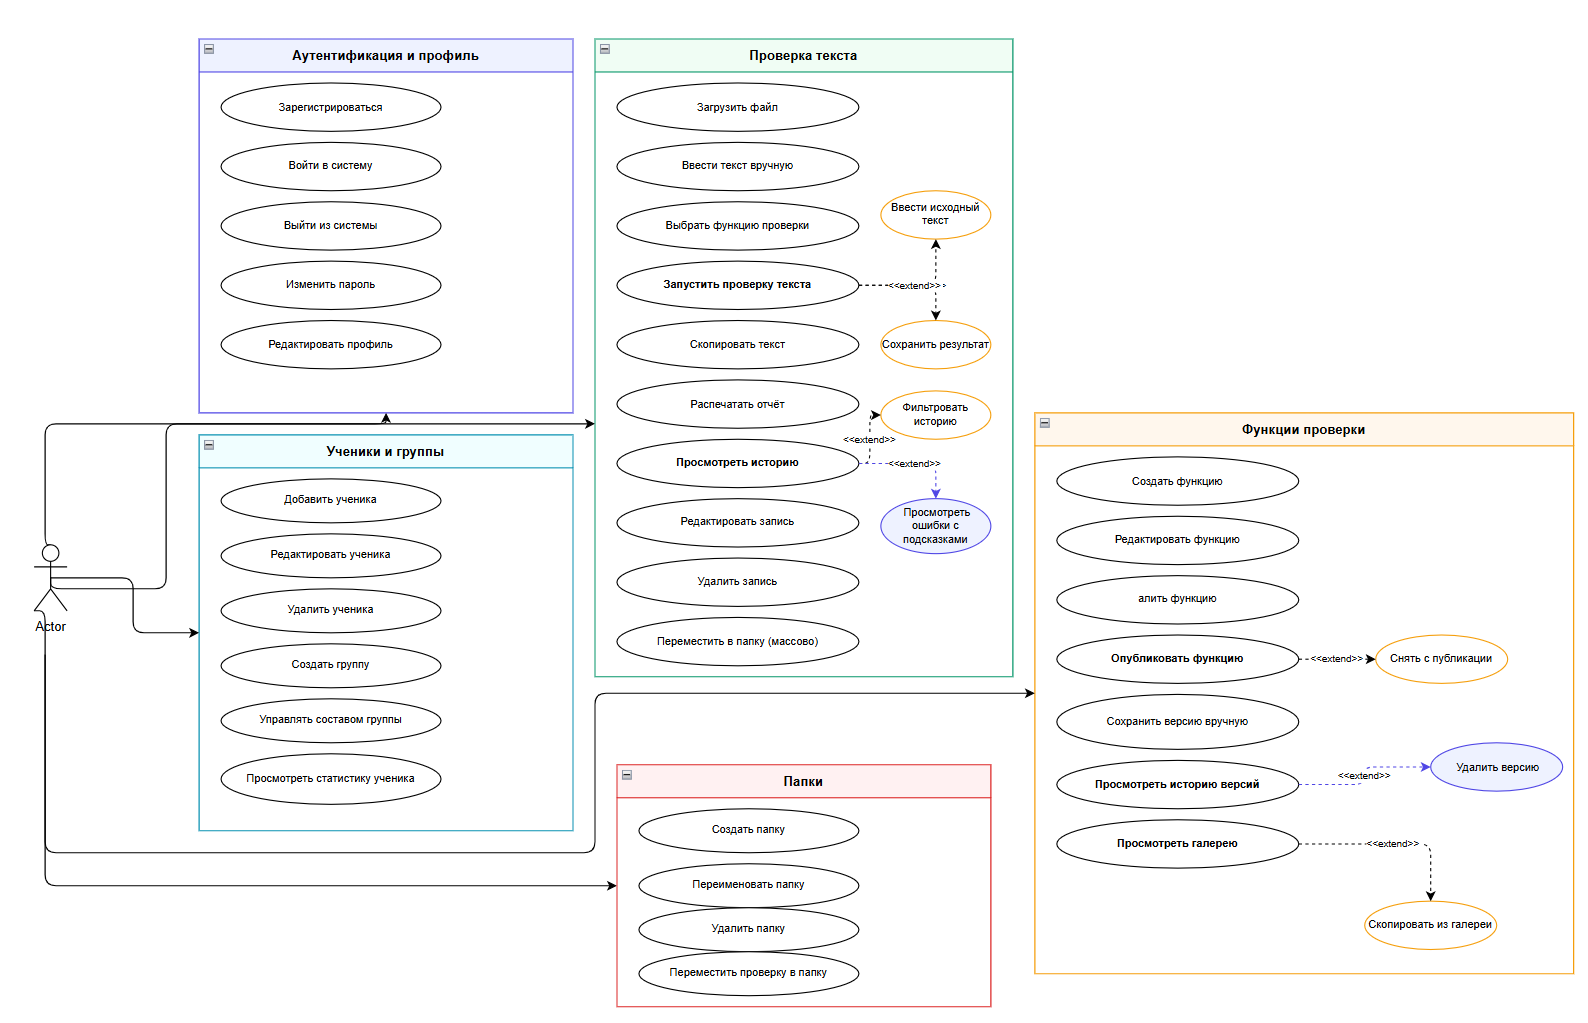 Аутентификация и профиль
Зарегистрироваться
Войти в систему
Выйти из системы
Изменить пароль
Редактировать профиль
Проверка текста
Загрузить файл
Ввести текст вручную
Выбрать функцию проверки
Запустить проверку текста
Скопировать текст
Распечатать отчёт
Просмотреть историю
Редактировать запись
Удалить запись
Переместить в папку (массово)
Ввести исходный
текст
<<extend>>
Сохранить результат
Фильтровать
историю
<<extend>>
<<extend>>
Просмотреть
ошибки с
подсказками
Ученики и группы
Добавить ученика
Редактировать ученика
Удалить ученика
Создать группу
Управлять составом группы
Просмотреть статистику ученика
Actor
Функции проверки
Создать функцию
Редактировать функцию
алить функцию
Опубликовать функцию
<<extend>>
Снять с публикации
Сохранить версию вручную
Просмотреть историю версий
<<extend>>
Удалить версию
Просмотреть галерею
<<extend>>
Скопировать из галереи
Папки
Создать папку
Переименовать папку
Удалить папку
Переместить проверку в папку